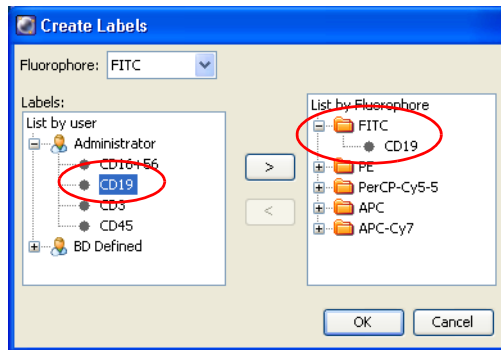 Create Labels
Fluorophore: FITC
Labels:
List by user
Administrator
CD16+56
CD19
CD3
CD45
BD Defined
>
<
List by Fluorophore
FITC
CD19
PE
PerCP-Cy5-5
APC
APC-Cy7
OK
Cancel